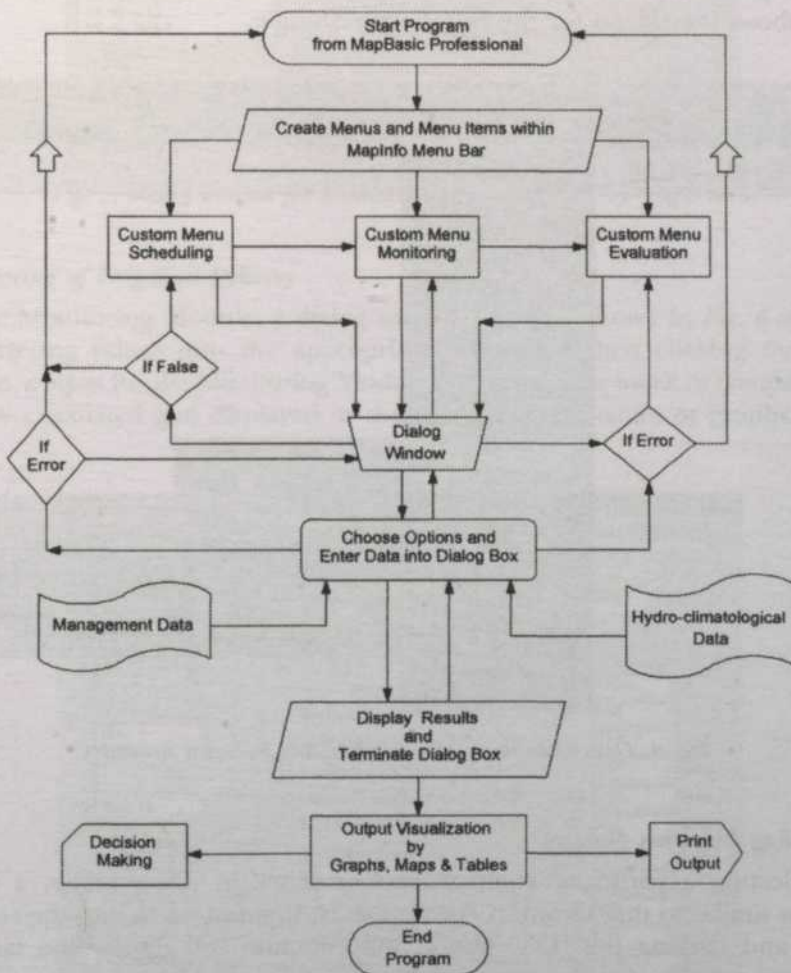 Start Program
from MapBasic Professional
Create Menus and Menu Items within
MapInfo Menu Bar
Custom Menu
Scheduling
Custom Menu
Monitoring
Custom Menu
Evaluation
If False
If
Error
Dialog
Window
If Error
Choose Options and
Enter Data into Dialog Box
Management Data
Hydro-climatological
Data
Display Results
and
Terminate Dialog Box
Decision
Making
Output Visualization
by
Graphs, Maps & Tables
Print
Output
End
Program